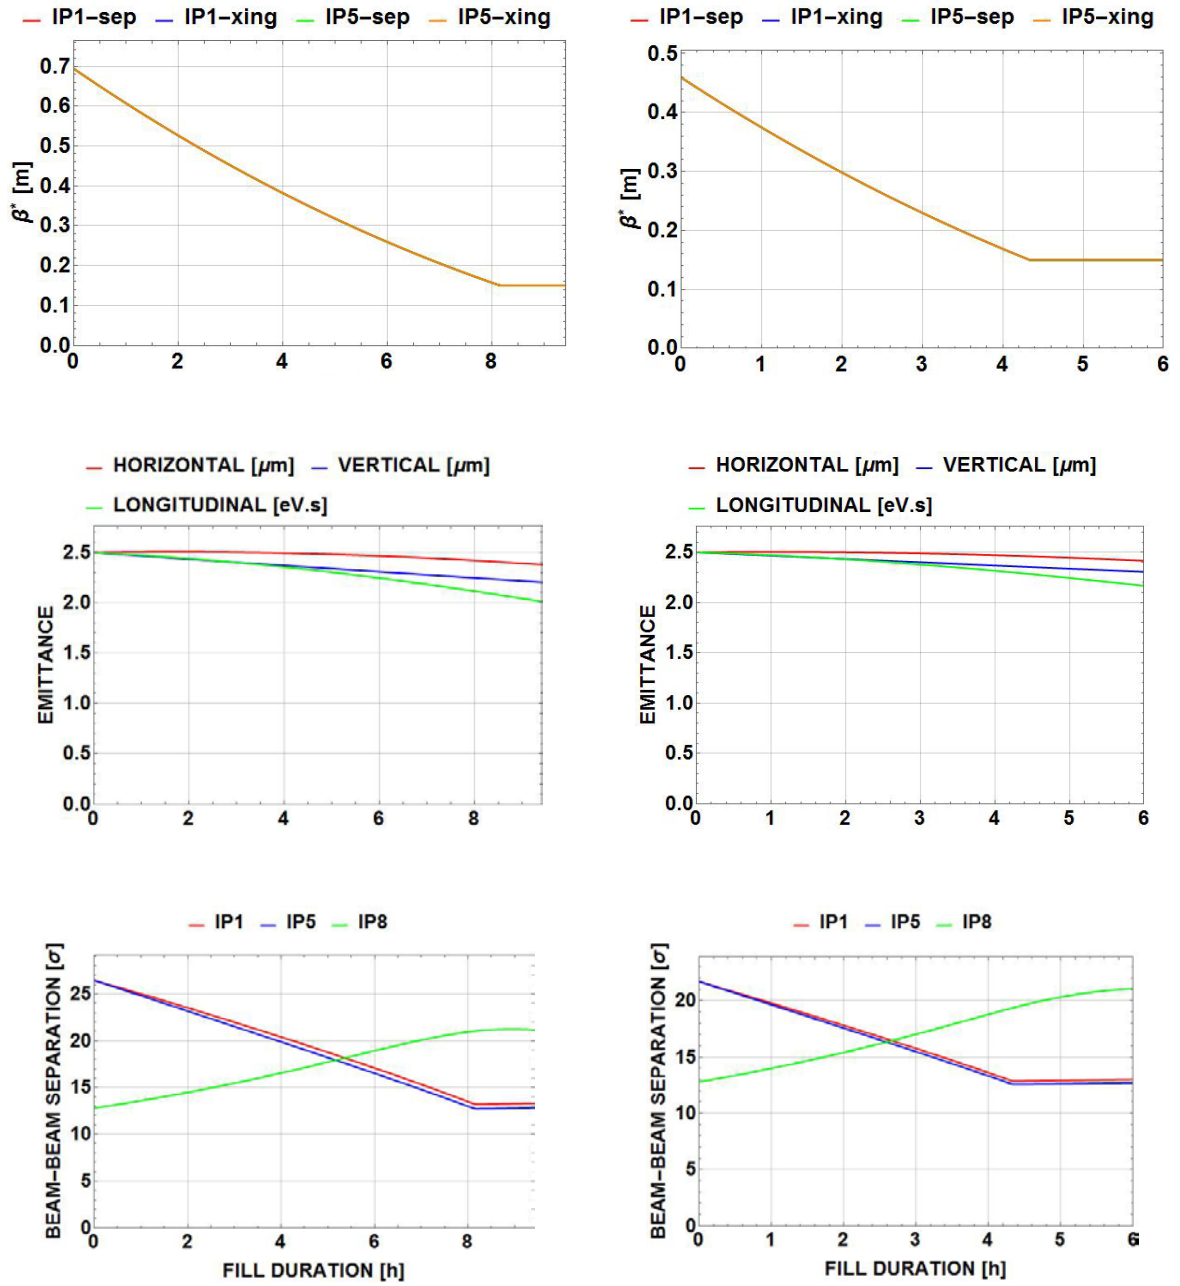 IP1–sep IP1–xing IP5–sep IP5–xing
β* [m]
0.7
0.6
0.5
0.4
0.3
0.2
0.1
0.0
0 2 4 6 8
IP1–sep IP1–xing IP5–sep IP5–xing
β* [m]
0.5
0.4
0.3
0.2
0.1
0.0
0 1 2 3 4 5 6
HORIZONTAL [μm] VERTICAL [μm]
LONGITUDINAL [eV.s]
EMITTANCE
2.5
2.0
1.5
1.0
0.5
0.0
0 2 4 6 8
HORIZONTAL [μm] VERTICAL [μm]
LONGITUDINAL [eV.s]
EMITTANCE
2.5
2.0
1.5
1.0
0.5
0.0
0 1 2 3 4 5 6
IP1 IP5 IP8
BEAM–BEAM SEPARATION [σ]
25
20
15
10
5
0
0 2 4 6 8
FILL DURATION [h]
IP1 IP5 IP8
BEAM–BEAM SEPARATION [σ]
20
15
10
5
0
0 1 2 3 4 5 6
FILL DURATION [h]